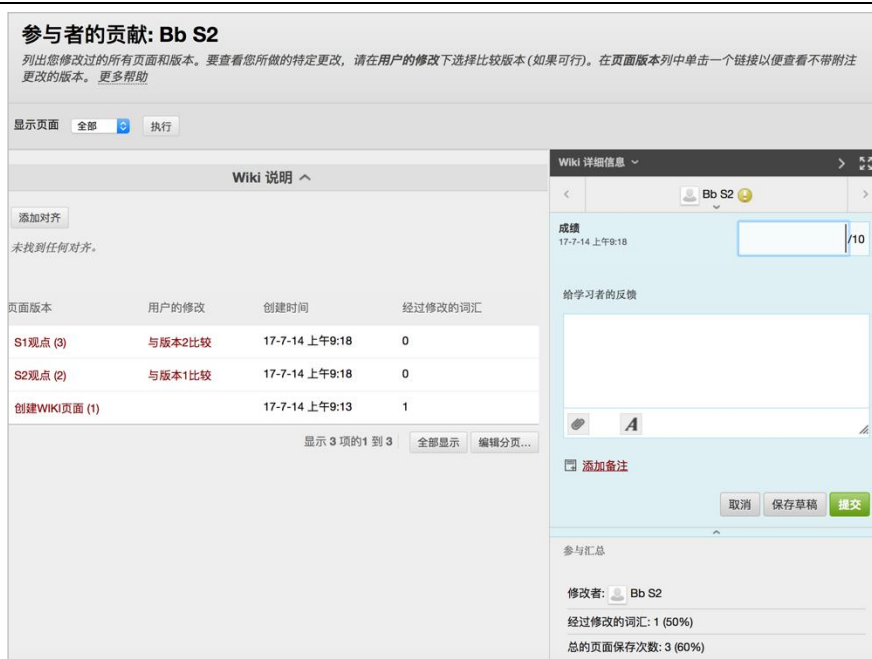 参与者的贡献: Bb S2
列出您修改过的所有页面和版本。要查看您所做的特定更改，请在用户的修改下选择比较版本 (如果可行)。在页面版本列中单击一个链接以便查看不带附注
更改的版本。 更多帮助
显示页面 全部 执行
Wiki 说明
添加对齐
未找到任何对齐。
页面版本 用户的修改 创建时间 经过修改的词汇
S1观点 (3) 与版本2比较 17-7-14 上午9:18 0
S2观点 (2) 与版本1比较 17-7-14 上午9:18 0
创建WIKI页面 (1) 17-7-14 上午9:13 1
显示 3 项的1 到 3 全部显示 编辑分页...
Wiki 详细信息
Bb S2
成绩
17-7-14 上午9:18
/10
给学习者的反馈
A
添加备注
取消 保存草稿 提交
参与汇总
修改者: Bb S2
经过修改的词汇: 1 (50%)
总的页面保存次数: 3 (60%)